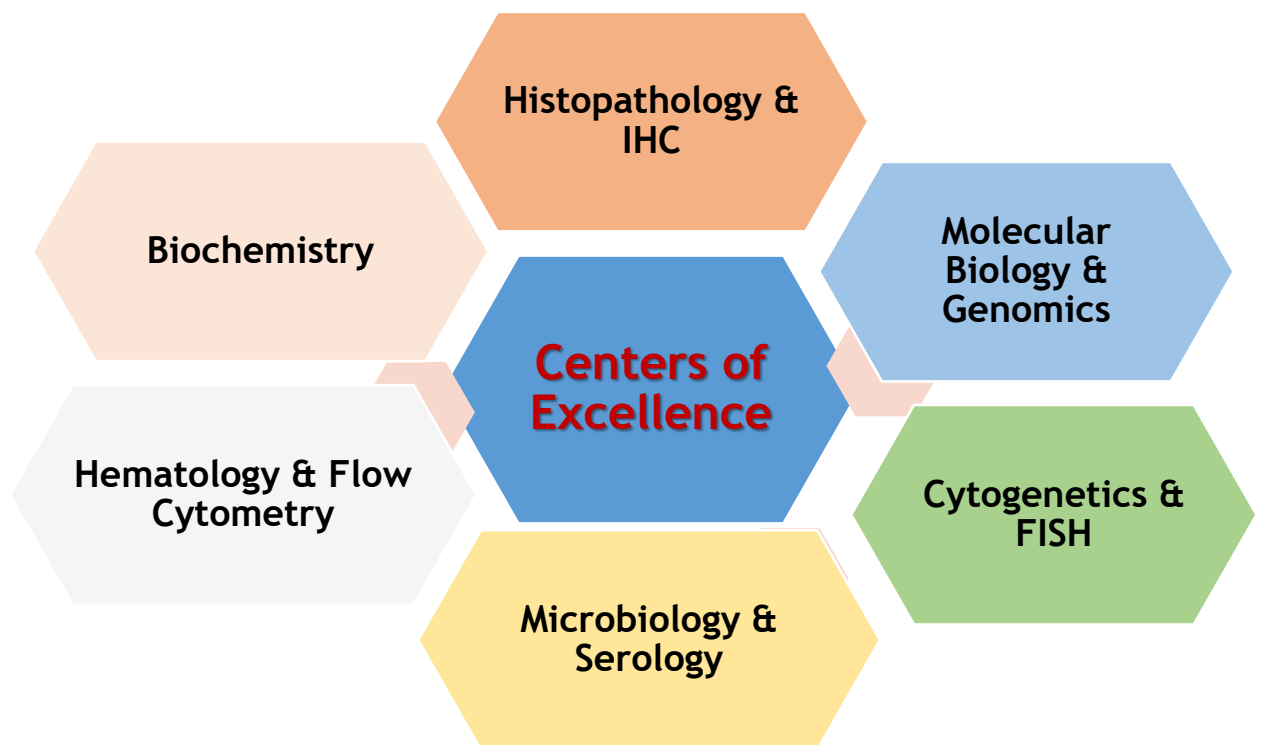 Histopathology &
IHC
Molecular
Biology &
Genomics
Biochemistry
Centers of
Excellence
Hematology & Flow
Cytometry
Cytogenetics &
FISH
Microbiology &
Serology